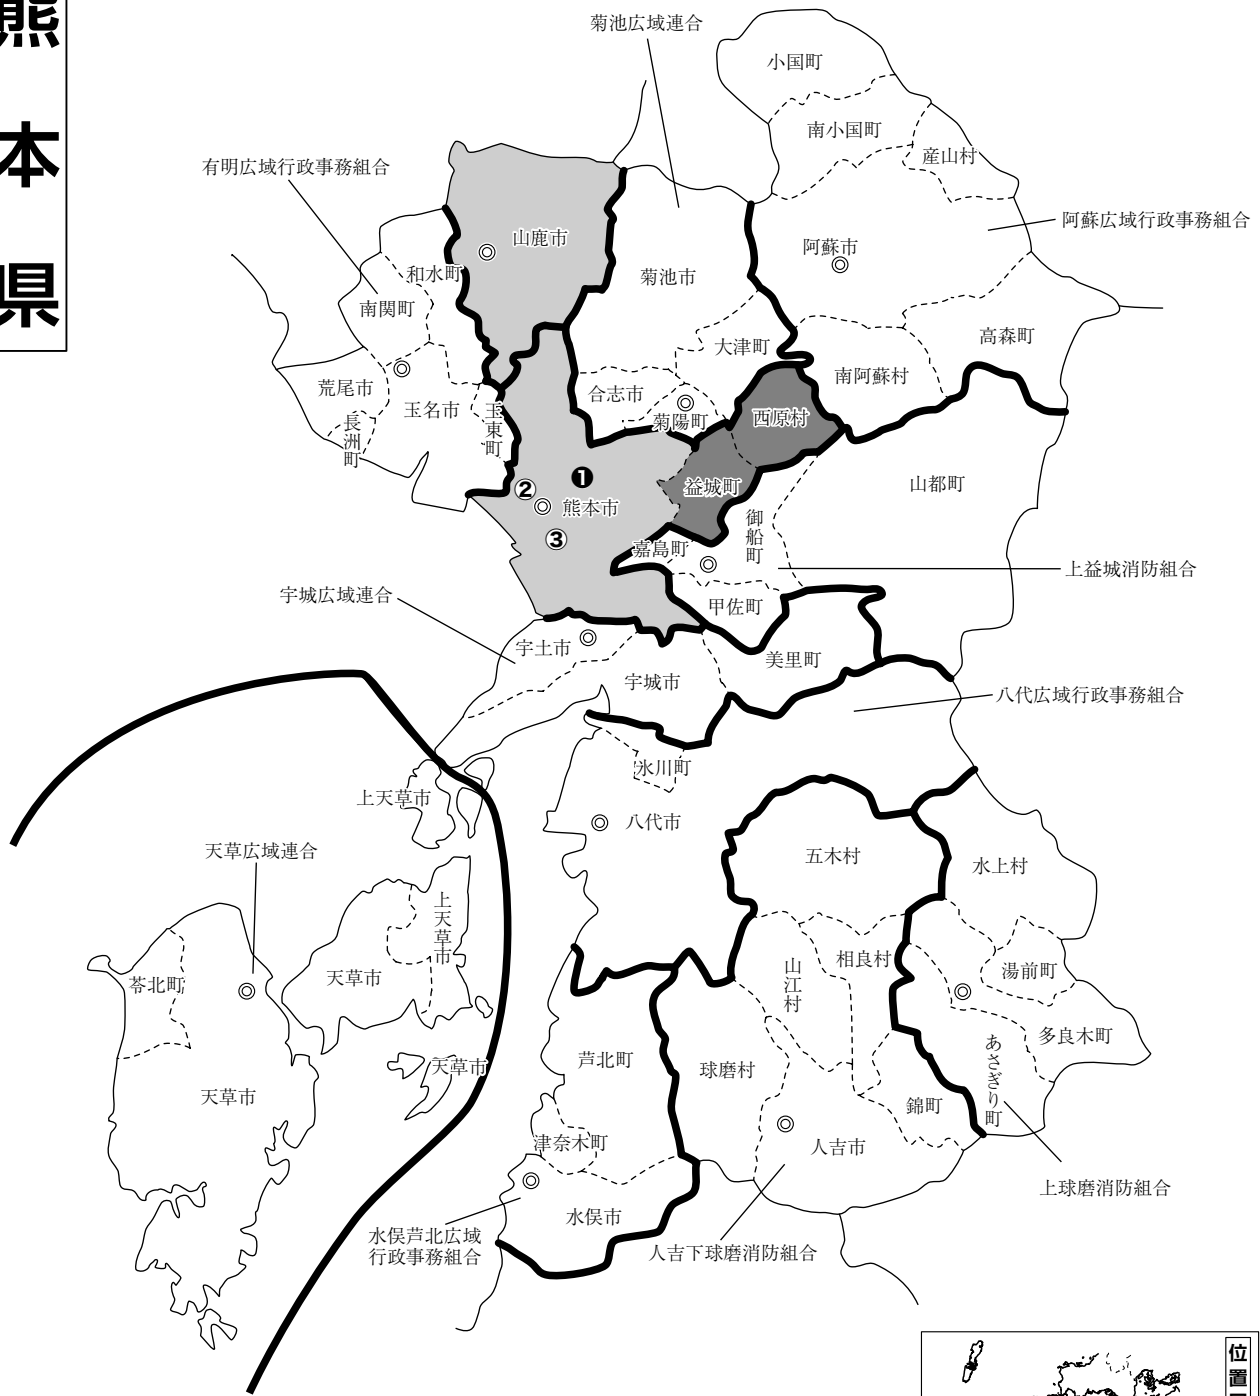 熊本県
菊池広域連合
小国町
南小国町
産山村
有明広域行政事務組合
阿蘇広域行政事務組合
山鹿市
阿蘇市
和水町
菊池市
南関町
高森町
大津町
南阿蘇村
荒尾市
合志市
玉名市
玉東町
菊陽町
西原村
長洲町
❶
山都町
②
益城町
熊本市
御船町
③
嘉島町
上益城消防組合
宇城広域連合
甲佐町
宇土市
美里町
宇城市
八代広域行政事務組合
氷川町
上天草市
八代市
天草広域連合
五木村
水上村
上天草市
天草市
苓北町
山江村
相良村
湯前町
多良木町
天草市
芦北町
球磨村
あさぎり町
天草市
錦町
津奈木町
人吉市
上球磨消防組合
水俣市
水俣芦北広域
行政事務組合
人吉下球磨消防組合
位置